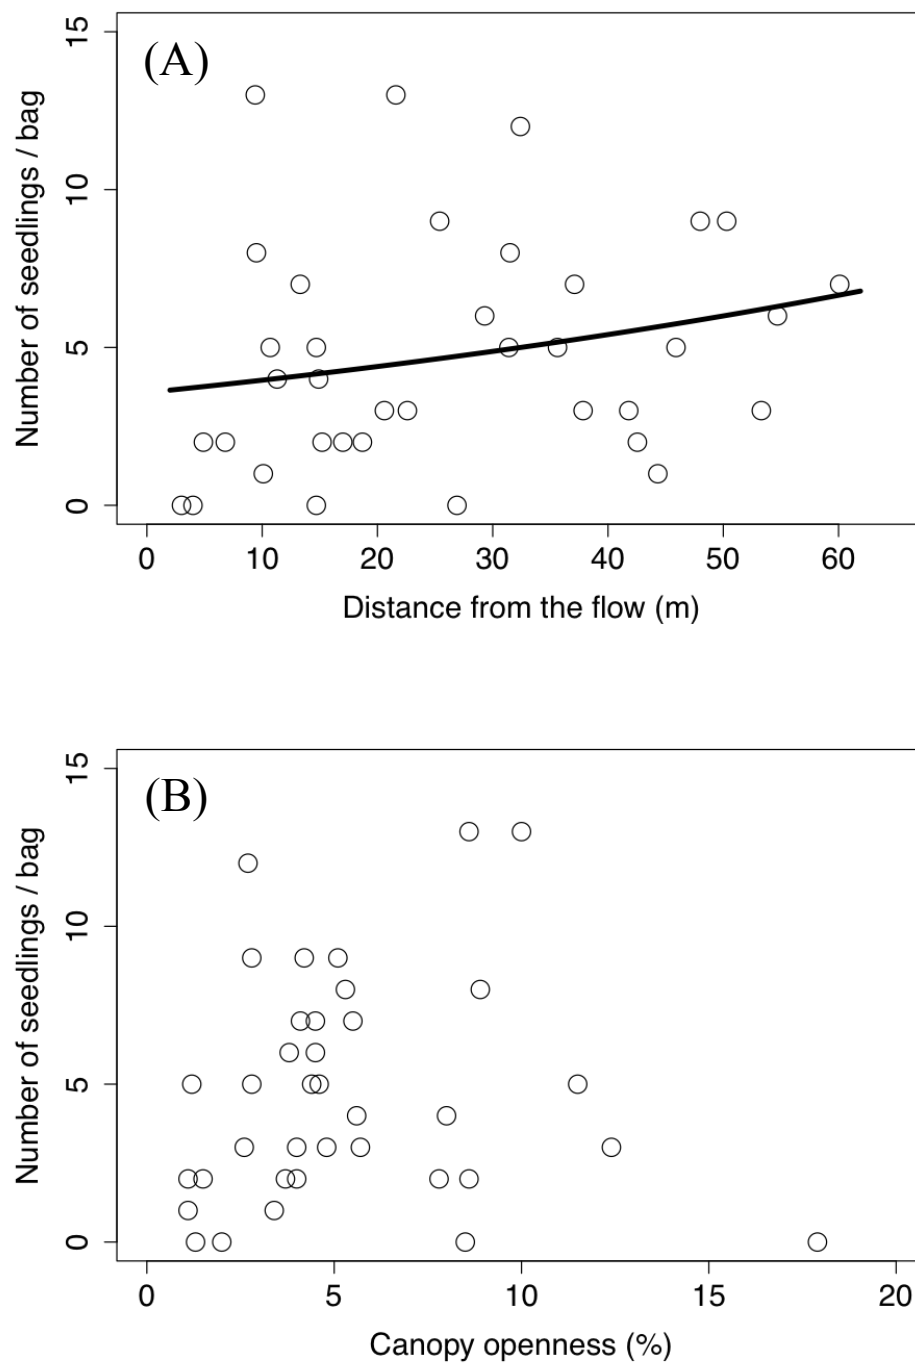 (A)
Number of seedlings / bag
15
10
5
0
0 10 20 30 40 50 60
Distance from the flow (m)
(B)
Number of seedlings / bag
15
10
5
0
0 5 10 15 20
Canopy openness (%)